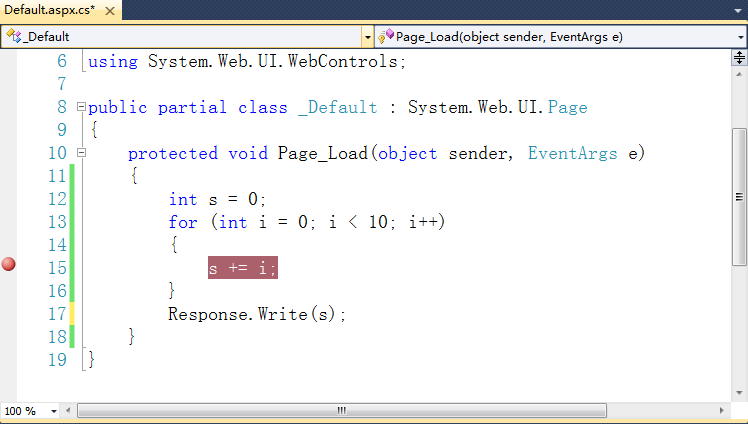 Default.aspx.cs*
_Default
Page_Load(object sender, EventArgs e)
6 using System.Web.UI.WebControls;
7
8 public partial class _Default : System.Web.UI.Page
9 {
10 protected void Page_Load(object sender, EventArgs e)
11 {
12 int s = 0;
13 for (int i = 0; i < 10; i++)
14 {
15 s += i;
16 }
17 Response.Write(s);
18 }
19 }
100 %